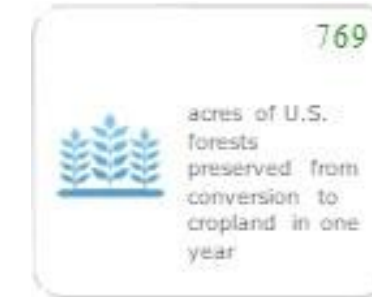 769
acres of U.S.
forests
preserved from
conversion to
cropland in one
year